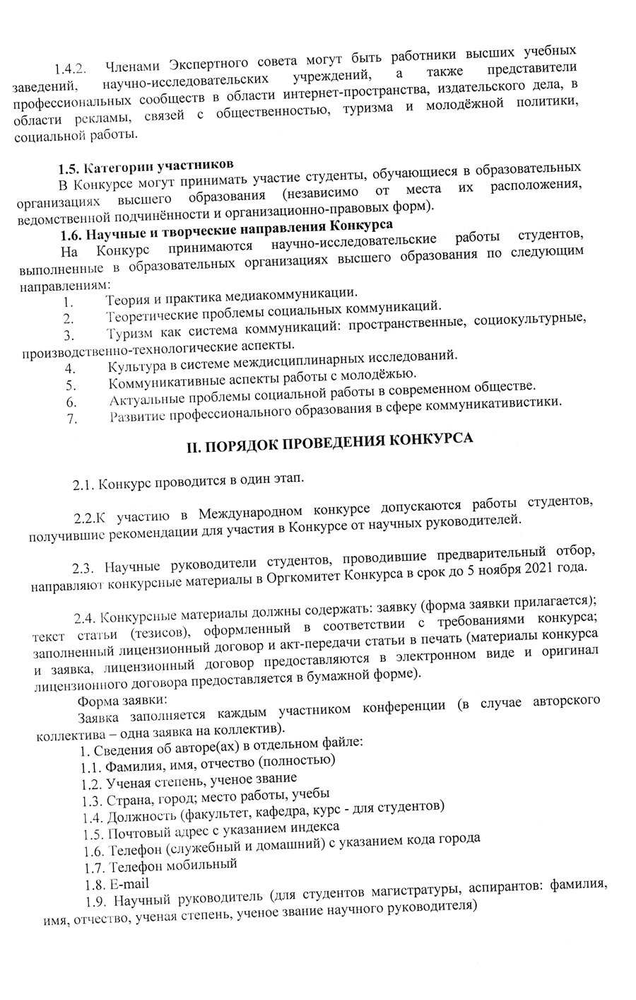 1.4.2. Членами Экспертного совета могут быть работники высших учебных
заведений, научно-исследовательских учреждений, а также представители
профессиональных сообществ в области интернет-пространства, издательского дела, в
области рекламы, связей с общественностью, туризма и молодёжной политики,
социальной работы.
1.5. Категории участников
В Конкурсе могут принимать участие студенты, обучающиеся в образовательных
организациях высшего образования (независимо от места их расположения,
ведомственной подчинённости и организационно-правовых форм).
1.6. Научные и творческие направления Конкурса
На Конкурс принимаются научно-исследовательские работы студентов,
выполненные в образовательных организациях высшего образования по следующим
направлениям:
1. Теория и практика медиакоммуникации.
2. Теоретические проблемы социальных коммуникаций.
3. Туризм как система коммуникаций: пространственные, социокультурные,
производственно-технологические аспекты.
4. Культура в системе междисциплинарных исследований.
5. Коммуникативные аспекты работы с молодёжью.
6. Актуальные проблемы социальной работы в современном обществе.
7. Развитие профессионального образования в сфере коммуникативистики.
II. ПОРЯДОК ПРОВЕДЕНИЯ КОНКУРСА
2.1. Конкурс проводится в один этап.
2.2.К участию в Международном конкурсе допускаются работы студентов,
получившие рекомендации для участия в Конкурсе от научных руководителей.
2.3. Научные руководители студентов, проводившие предварительный отбор,
направляют конкурсные материалы в Оргкомитет Конкурса в срок до 5 ноября 2021 года.
2.4. Конкурсные материалы должны содержать: заявку (форма заявки прилагается);
текст статьи (тезисов), оформленный в соответствии с требованиями конкурса;
заполненный лицензионный договор и акт-передачи статьи в печать (материалы конкурса
и заявка, лицензионный договор предоставляются в электронном виде и оригинал
лицензионного договора предоставляется в бумажной форме).
Форма заявки:
Заявка заполняется каждым участником конференции (в случае авторского
коллектива – одна заявка на коллектив).
1. Сведения об авторе(ах) в отдельном файле:
1.1. Фамилия, имя, отчество (полностью)
1.2. Ученая степень, ученое звание
1.3. Страна, город; место работы, учебы
1.4. Должность (факультет, кафедра, курс - для студентов)
1.5. Почтовый адрес с указанием индекса
1.6. Телефон (служебный и домашний) с указанием кода города
1.7. Телефон мобильный
1.8. E-mail
1.9. Научный руководитель (для студентов магистратуры, аспирантов: фамилия,
имя, отчество, ученая степень, ученое звание научного руководителя)